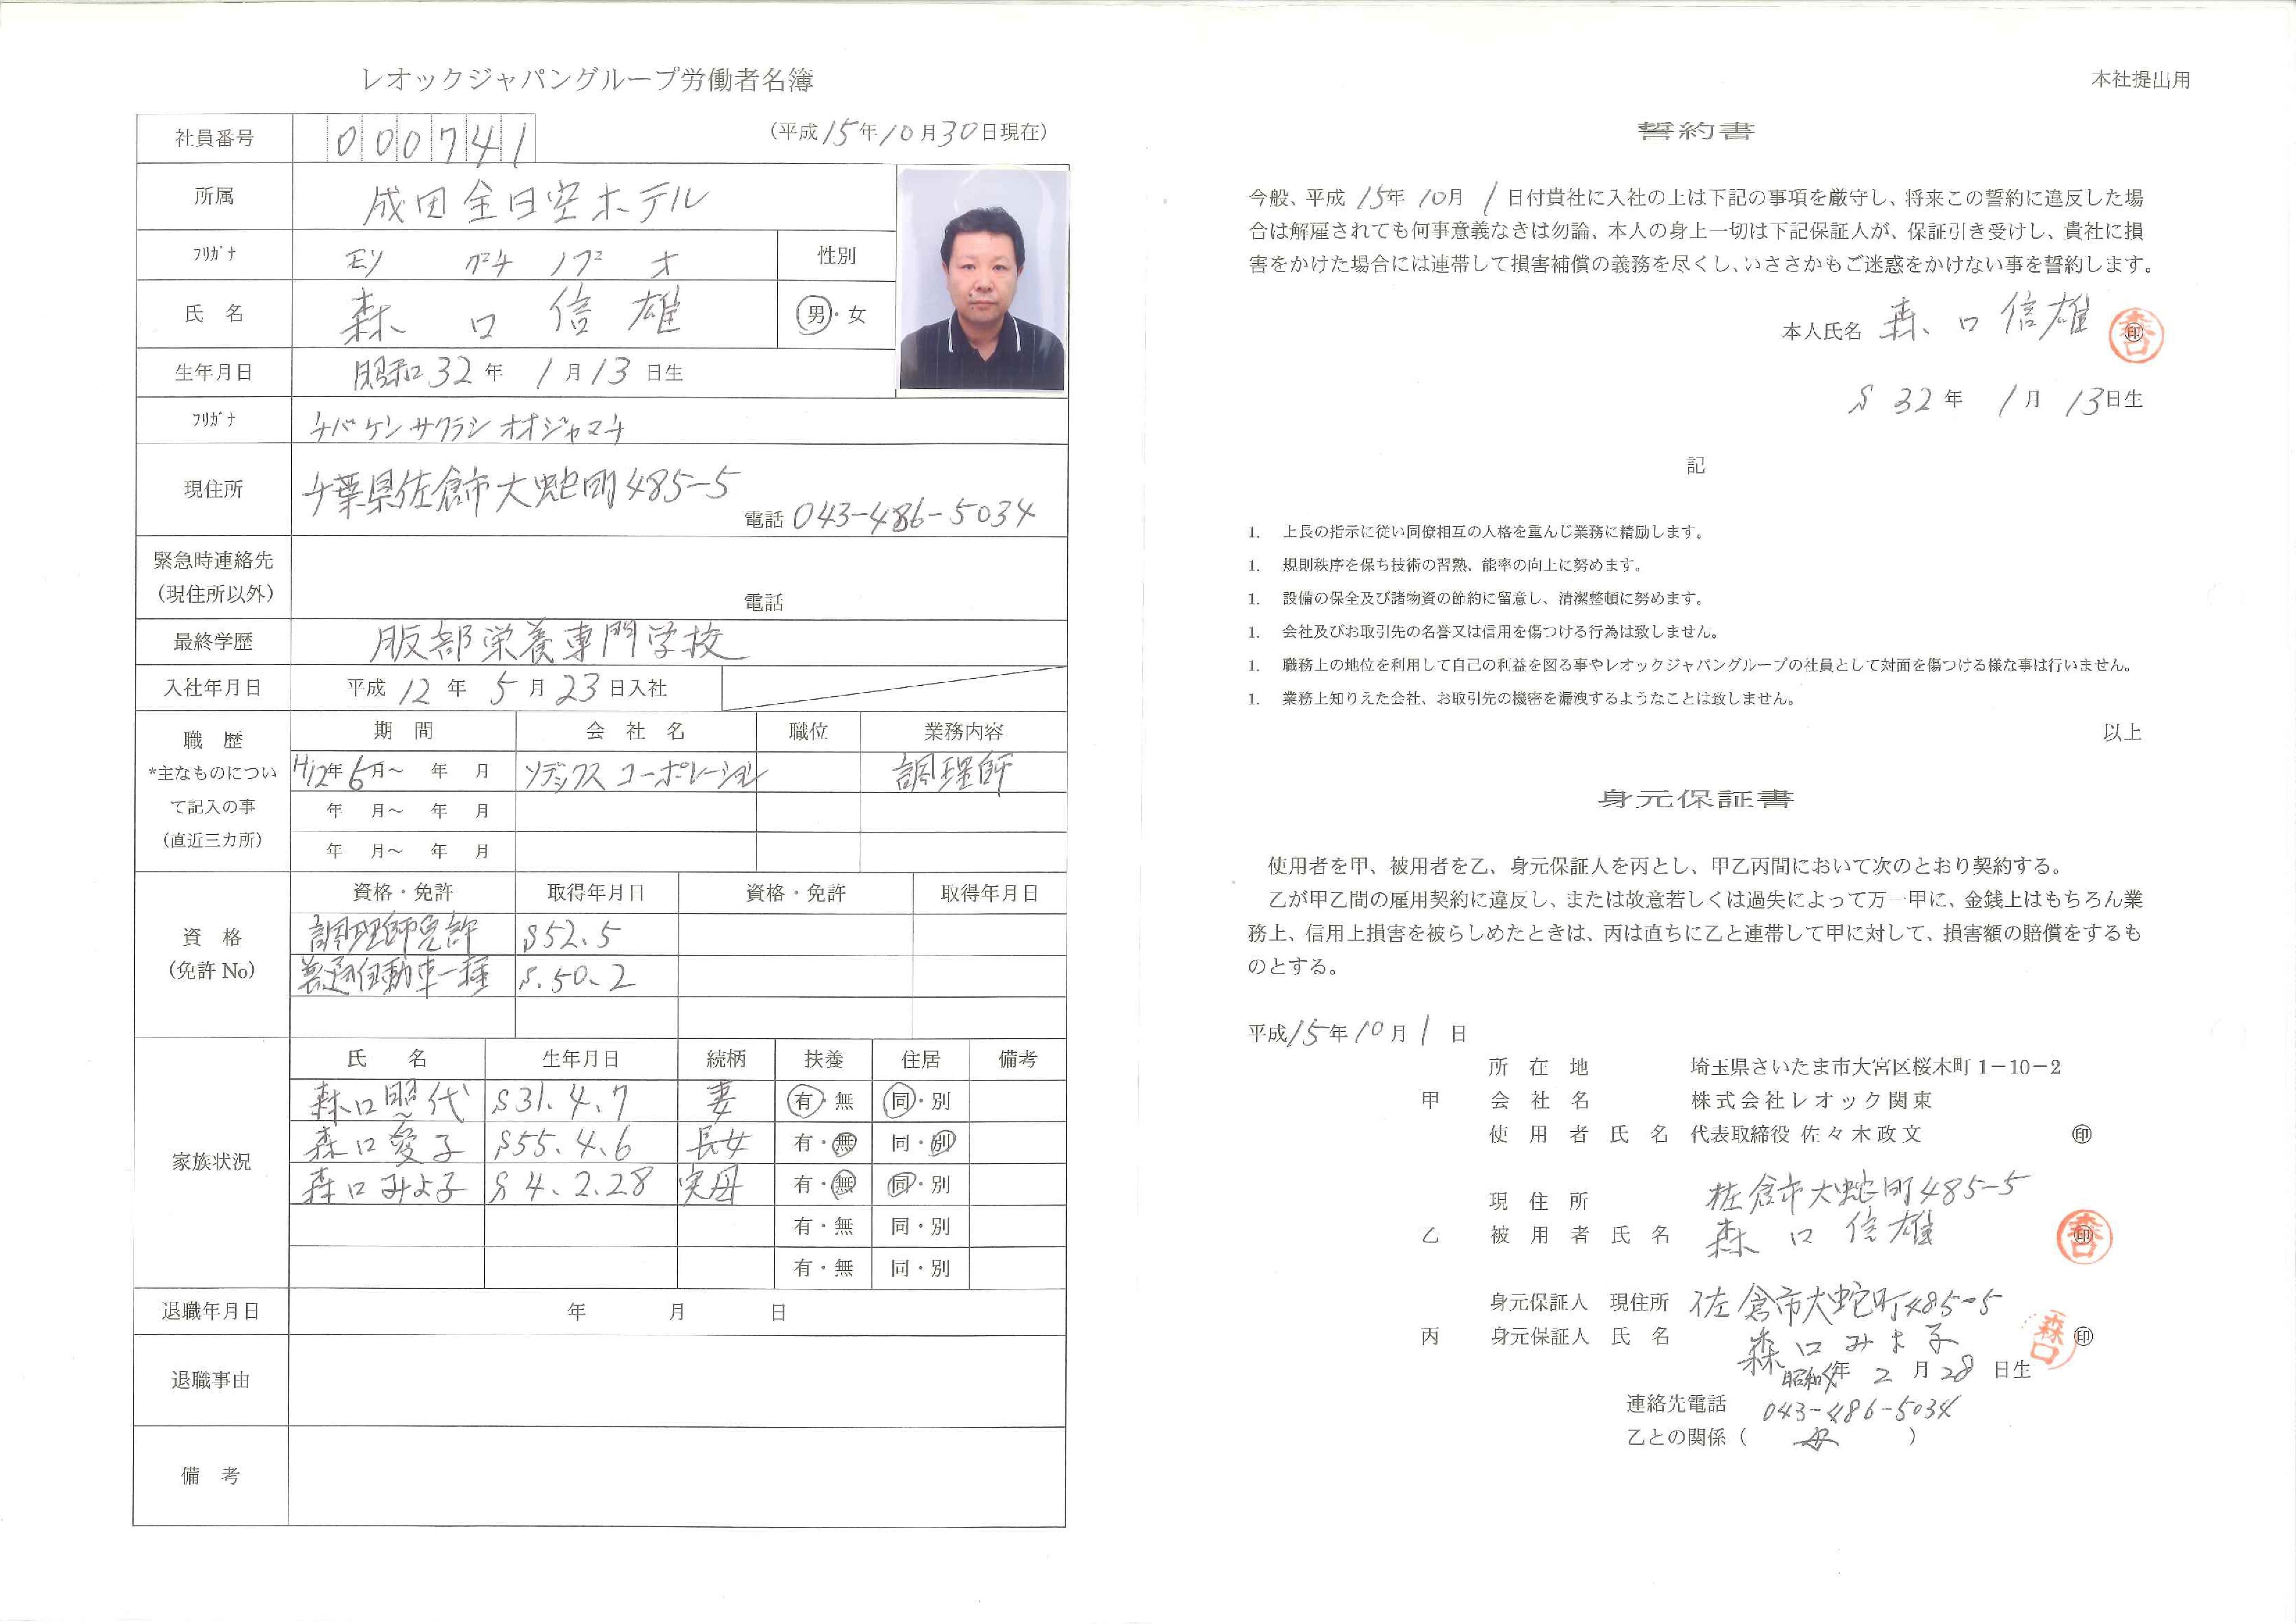 レオックジャパングループ労働者名簿
社員番号 000741 (平成15年10月30日現在)
所属 成田全日空ホテル
フリガナ モリ グチ ノブ オ 性別
氏名 森口信雄 男・女
生年月日 昭和32年1月13日生
フリガナ チバケンサクラシオオジャマチ
現住所 千葉県佐倉市大蛇町485-5
電話 043-486-5034
緊急時連絡先
(現住所以外) 電話
最終学歴 服部栄養専門学校
入社年月日 平成12年5月23日入社
職歴 期間 会社名 職位 業務内容
*主なものについ H12年6月～ 年 月 ソデックスコーポレーション 調理師
て記入の事 年 月～ 年 月
(直近三カ所) 年 月～ 年 月
資格・免許 取得年月日 資格・免許 取得年月日
資格 調理師免許 S52.5
(免許No) 普通自動車一種 S.50.2
氏名 生年月日 続柄 扶養 住居 備考
森口昭代 S31.4.7 妻 有・無 同・別
森口愛子 S55.4.6 長女 有・無 同・別
家族状況 森口みよ子 S4.2.28 実母 有・無 同・別
有・無 同・別
有・無 同・別
退職年月日 年 月 日
退職事由
備考
本社提出用
誓約書
今般、平成15年10月1日付貴社に入社の上は下記の事項を厳守し、将来この誓約に違反した場
合は解雇されても何事意義なきは勿論、本人の身上一切は下記保証人が、保証引き受けし、貴社に損
害をかけた場合には連帯して損害補償の義務を尽くし、いささかもご迷惑をかけない事を誓約します。
本人氏名 森口信雄 印 森口
S32年1月13日生
記
1. 上長の指示に従い同僚相互の人格を重んじ業務に精励します。
1. 規則秩序を保ち技術の習熟、能率の向上に努めます。
1. 設備の保全及び諸物資の節約に留意し、清潔整頓に努めます。
1. 会社及びお取引先の名誉又は信用を傷つける行為は致しません。
1. 職務上の地位を利用して自己の利益を図る事やレオックジャパングループの社員として対面を傷つける様な事は行いません。
1. 業務上知りえた会社、お取引先の機密を漏洩するようなことは致しません。
以上
身元保証書
使用者を甲、被用者を乙、身元保証人を丙とし、甲乙丙間において次のとおり契約する。
乙が甲乙間の雇用契約に違反し、または故意若しくは過失によって万一甲に、金銭上はもちろん業
務上、信用上損害を被らしめたときは、丙は直ちに乙と連帯して甲に対して、損害額の賠償をするも
のとする。
平成15年10月1日
所在地 埼玉県さいたま市大宮区桜木町1－10－2
甲 会社名 株式会社レオック関東
使用者氏名 代表取締役 佐々木政文 印
現住所 佐倉市大蛇町485-5
乙 被用者氏名 森口信雄 印 森口
身元保証人 現住所 佐倉市大蛇町485-5
丙 身元保証人 氏名 森口みよ子 森口 印
昭和4年2月28日生
連絡先電話 043-486-5034
乙との関係(母)